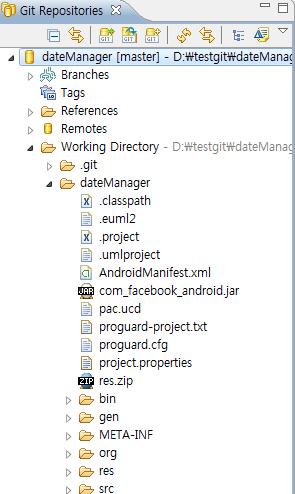 Git Repositories
dateManager [master] - D:₩testgit₩dateManag
Branches
Tags
References
Remotes
Working Directory - D:₩testgit₩dateManag
.git
dateManager
.classpath
.euml2
.project
.umlproject
AndroidManifest.xml
com_facebook_android.jar
pac.ucd
proguard-project.txt
proguard.cfg
project.properties
res.zip
bin
gen
META-INF
org
res
src